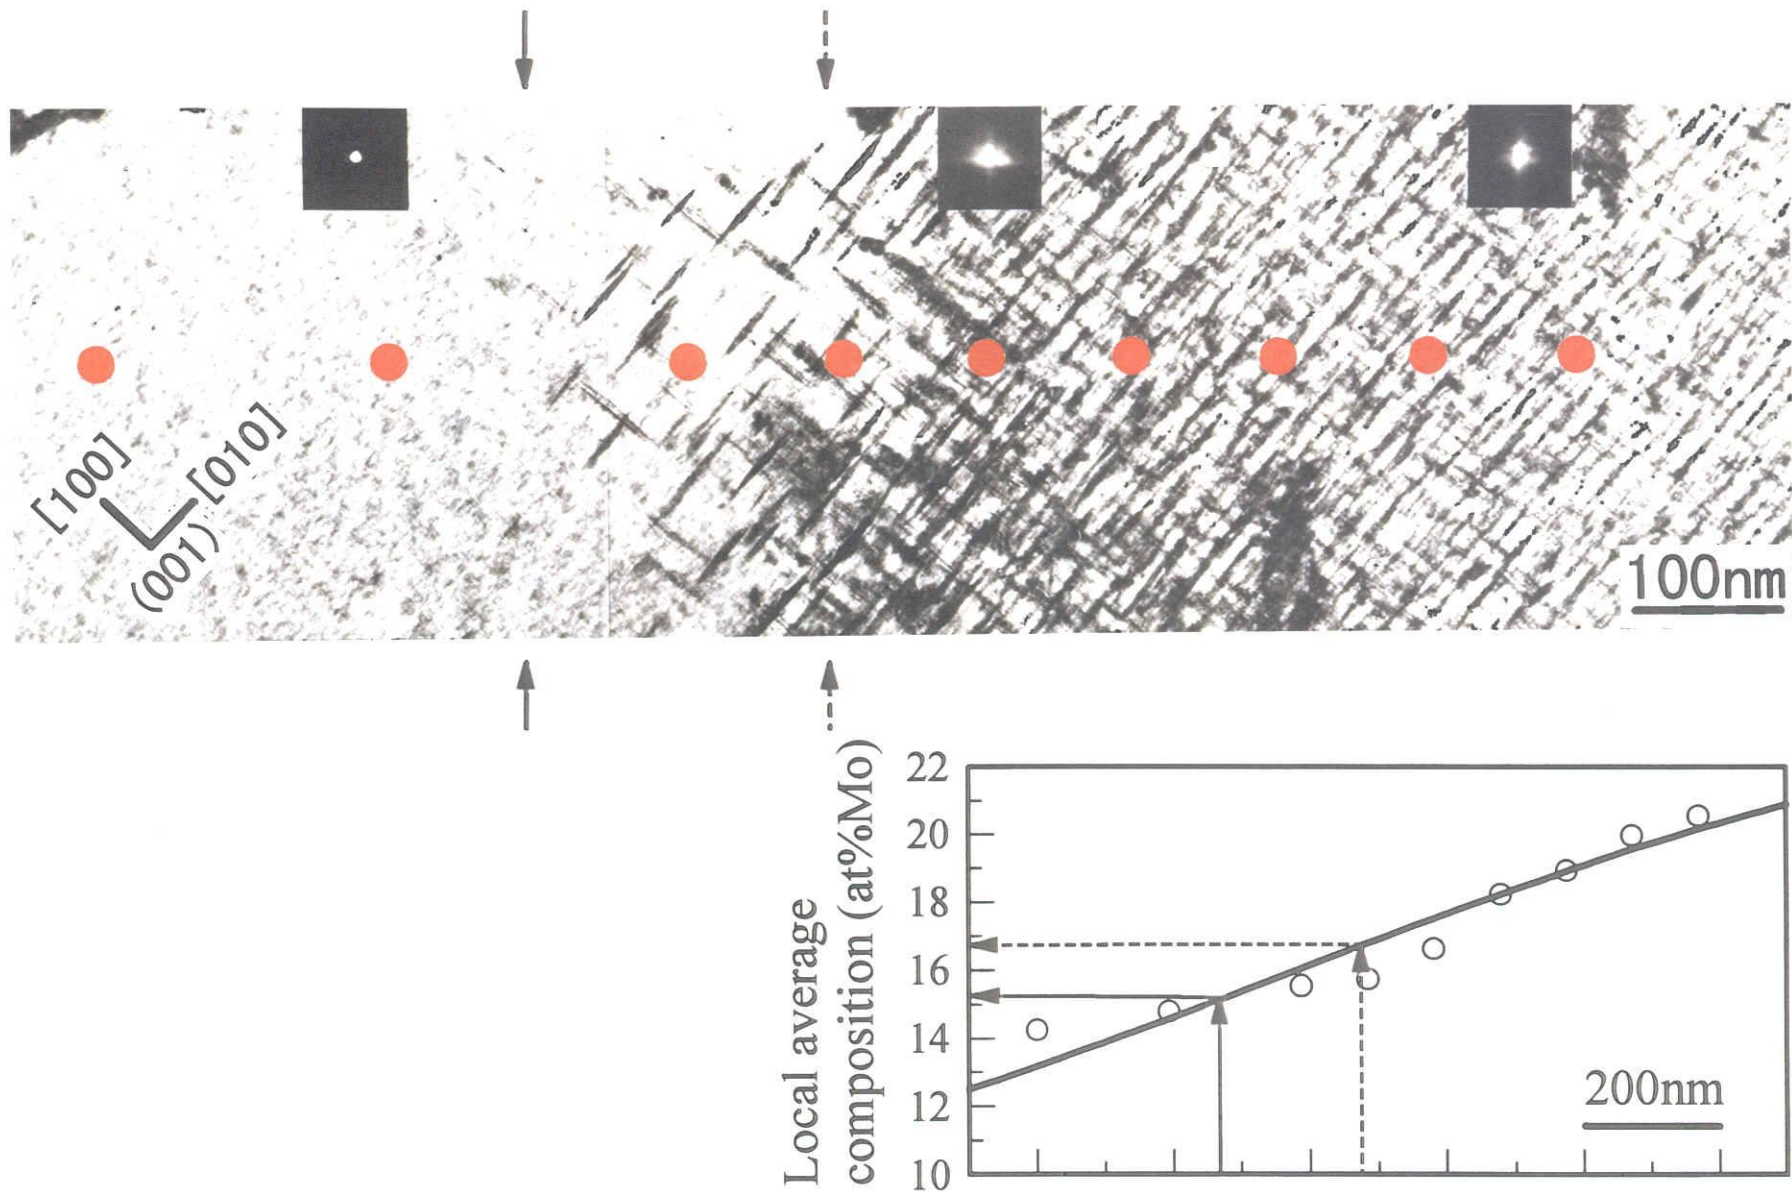 [100]
[010]
(001)
100nm
Local average
composition (at%Mo)
22
20
18
16
14
12
10
200nm